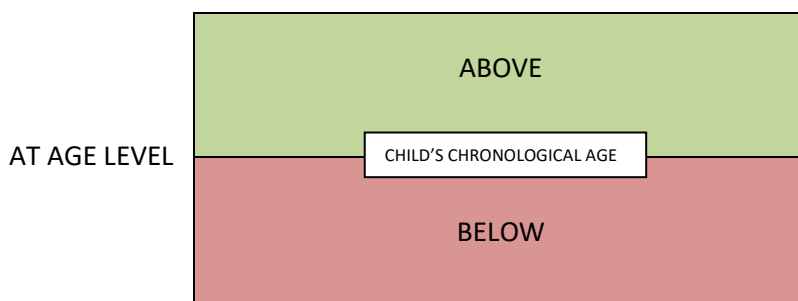 ABOVE
AT AGE LEVEL
CHILD'S CHRONOLOGICAL AGE
BELOW